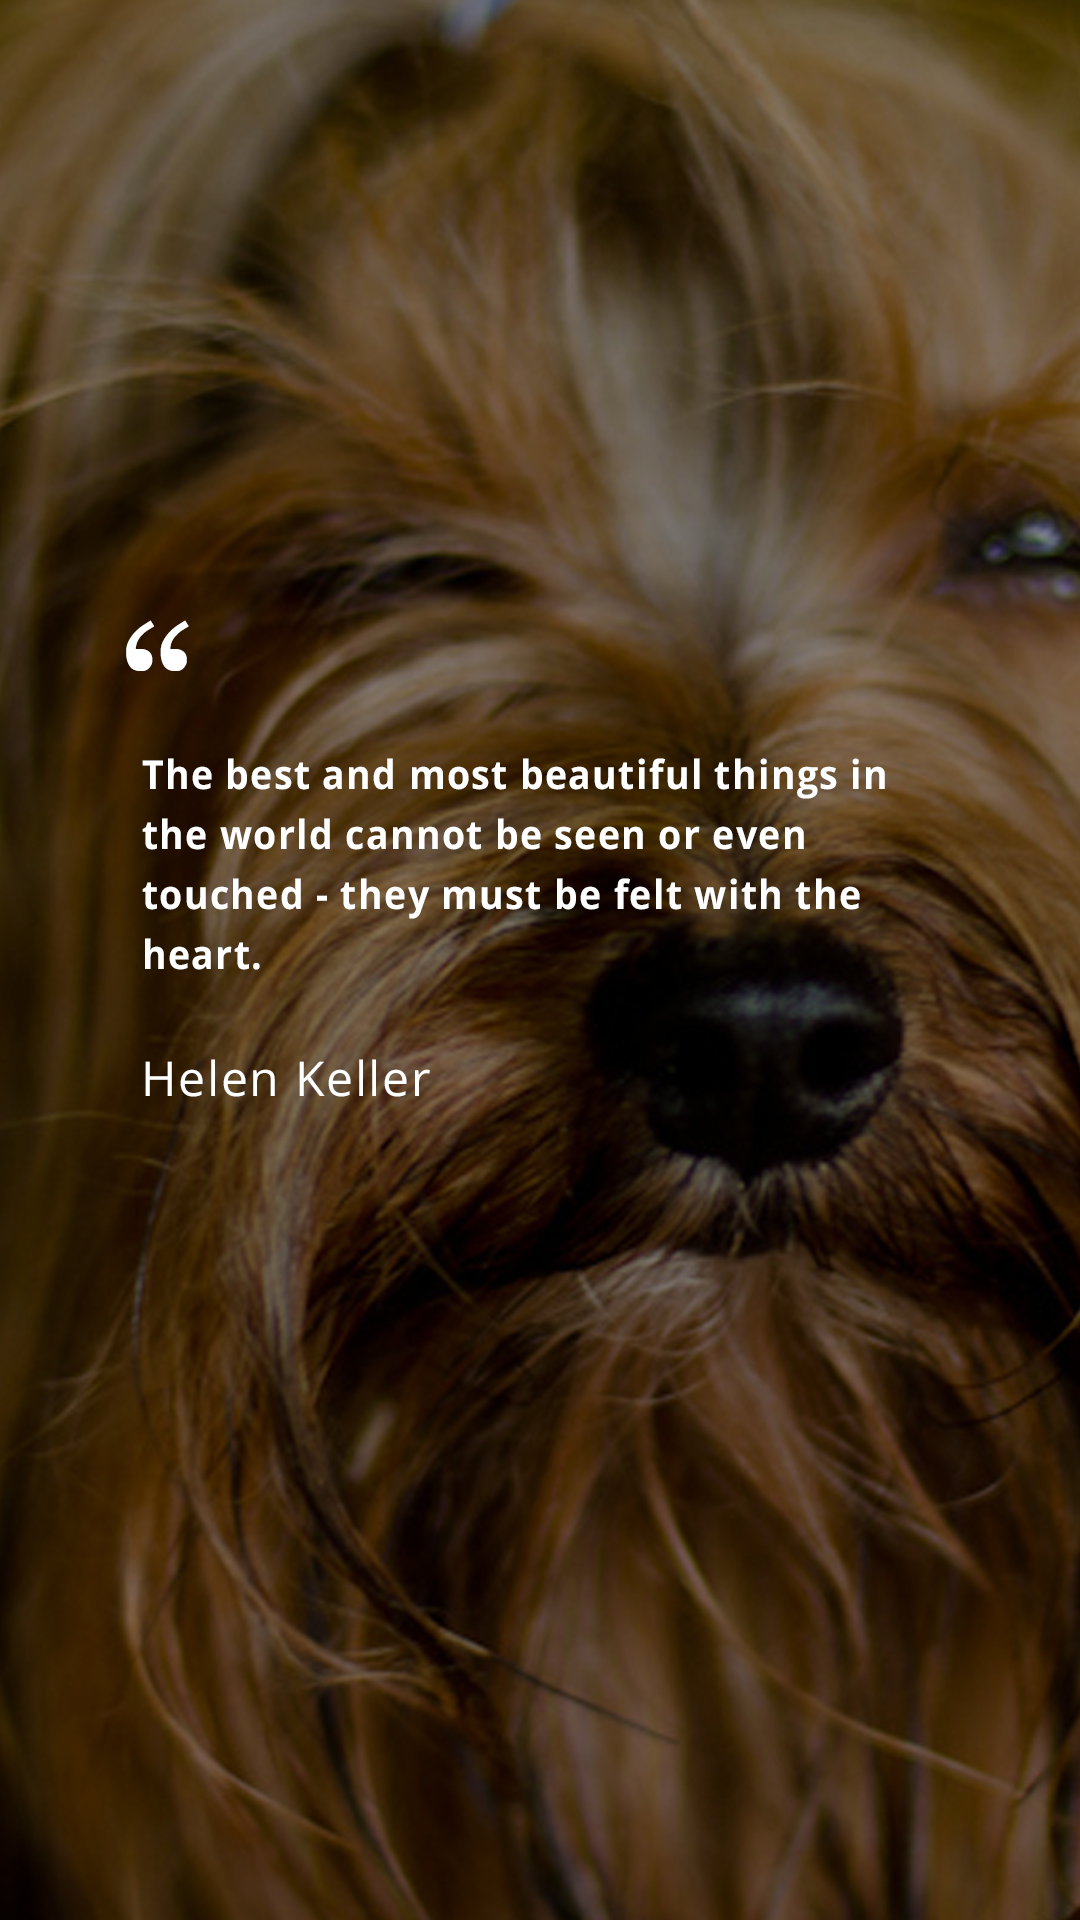 “
The best and most beautiful things in
the world cannot be seen or even
touched - they must be felt with the
heart.
Helen Keller